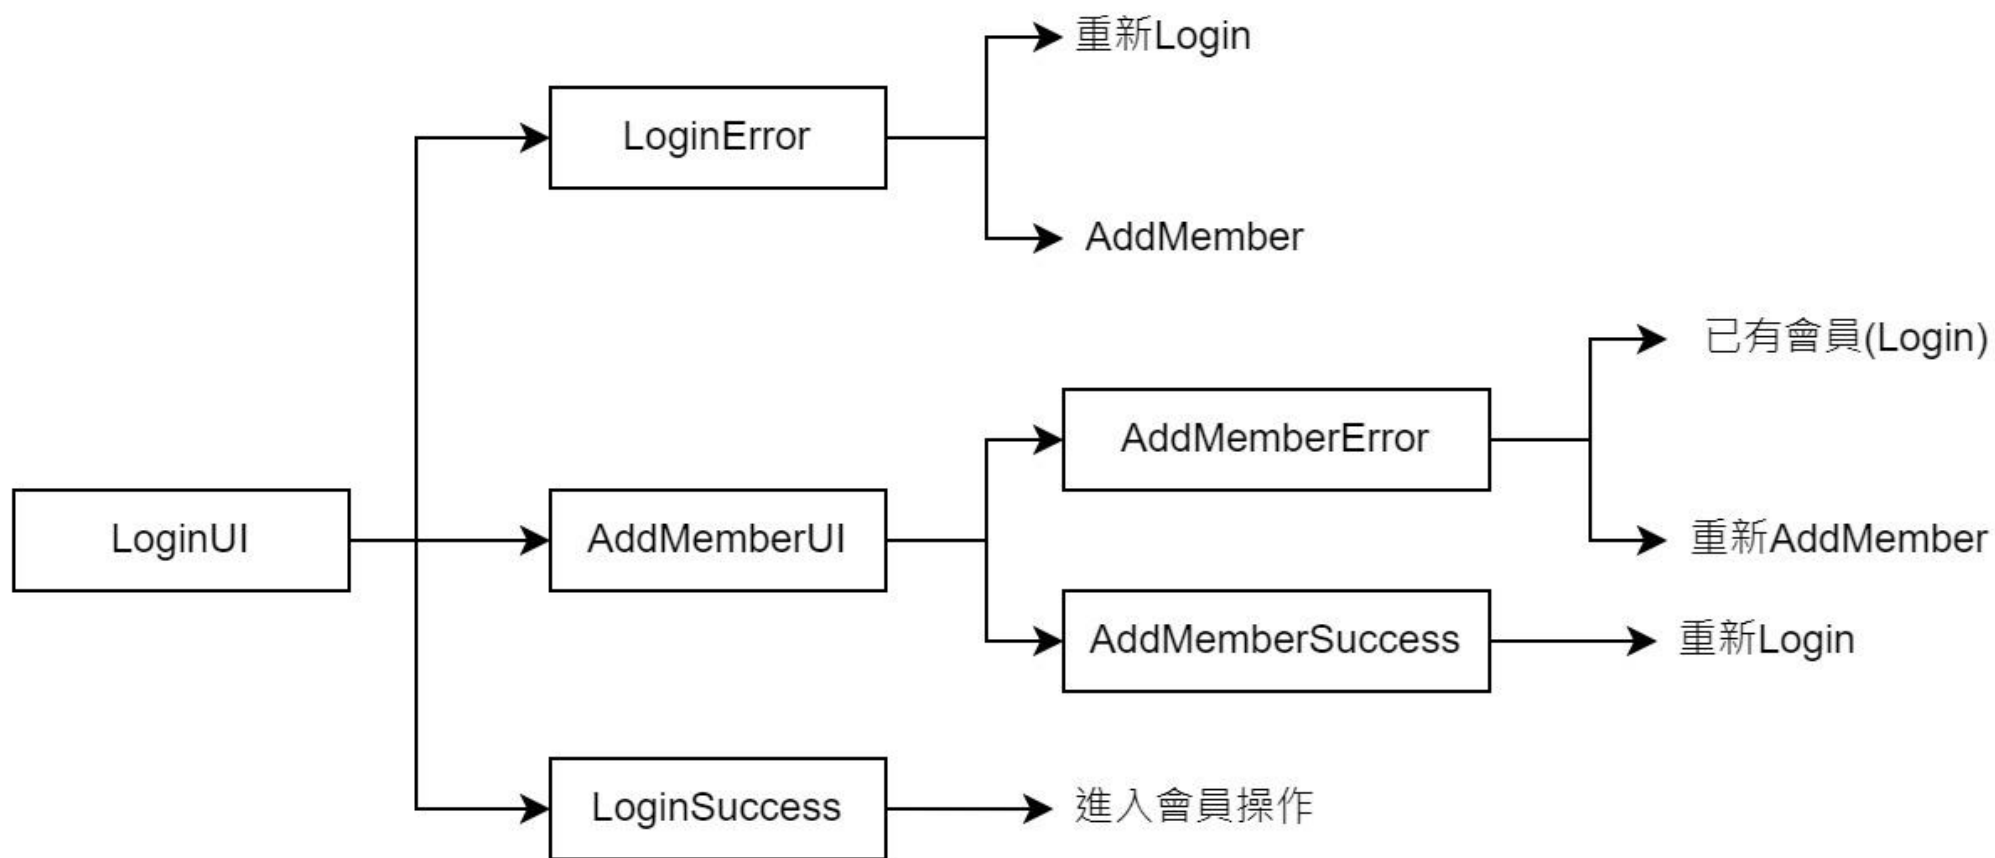 重新Login
LoginError
AddMember
已有會員(Login)
AddMemberError
LoginUI
AddMemberUI
重新AddMember
AddMemberSuccess
重新Login
LoginSuccess
進入會員操作